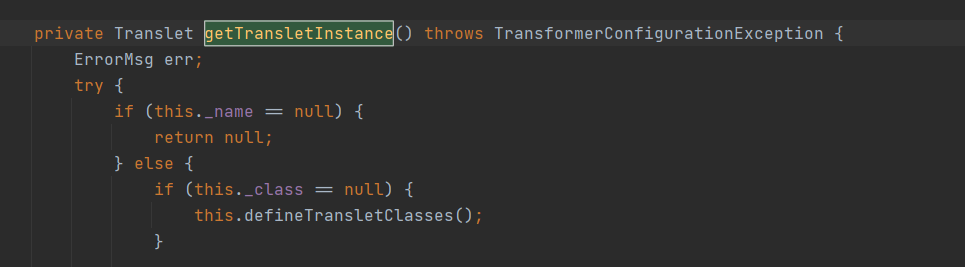 private Translet getTransletInstance() throws TransformerConfigurationException {
ErrorMsg err;
try {
if (this._name == null) {
return null;
} else {
if (this._class == null) {
this.defineTransletClasses();
}